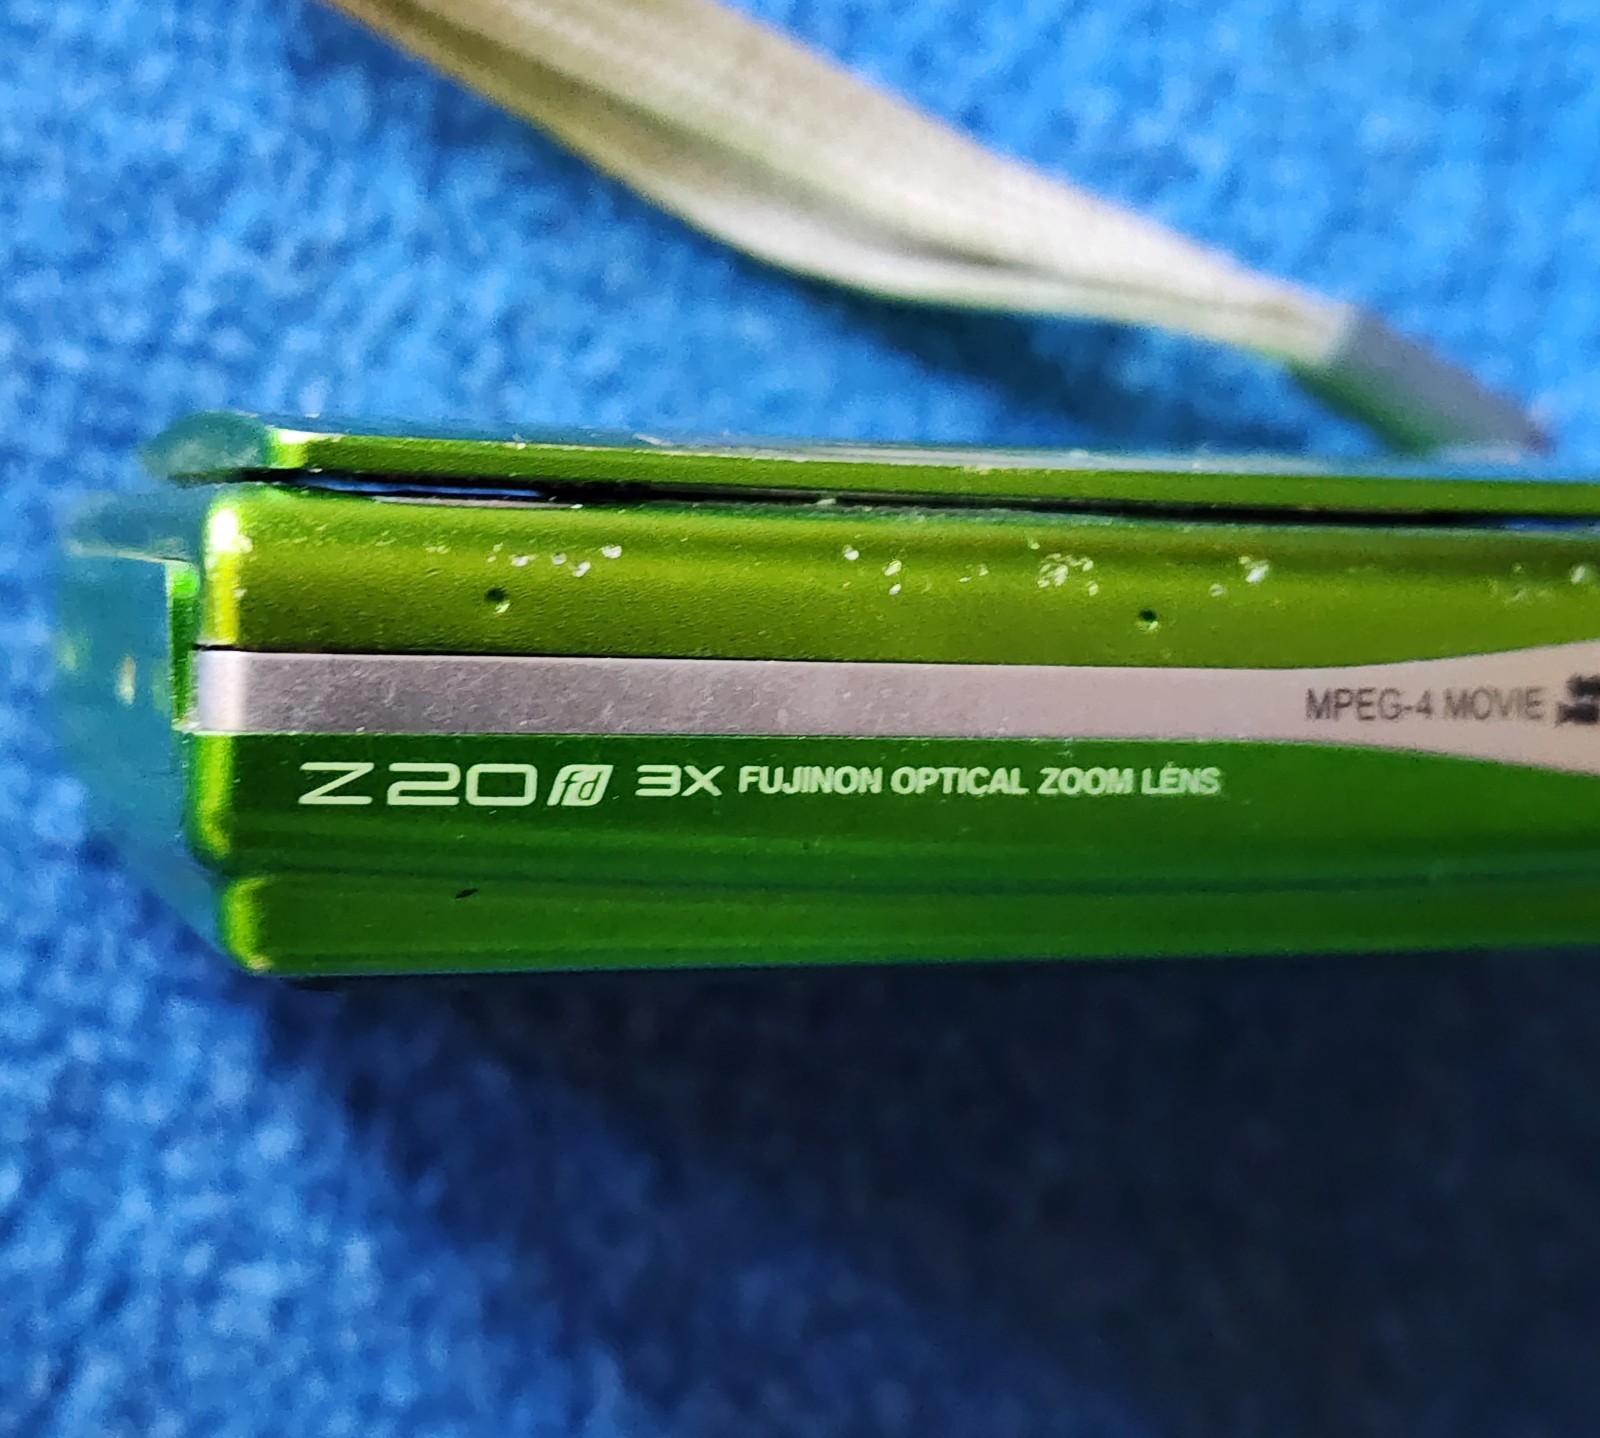 MPEG-4 MOVIE
Z20 fd 3X FUJINON OPTICAL ZOOM LENS